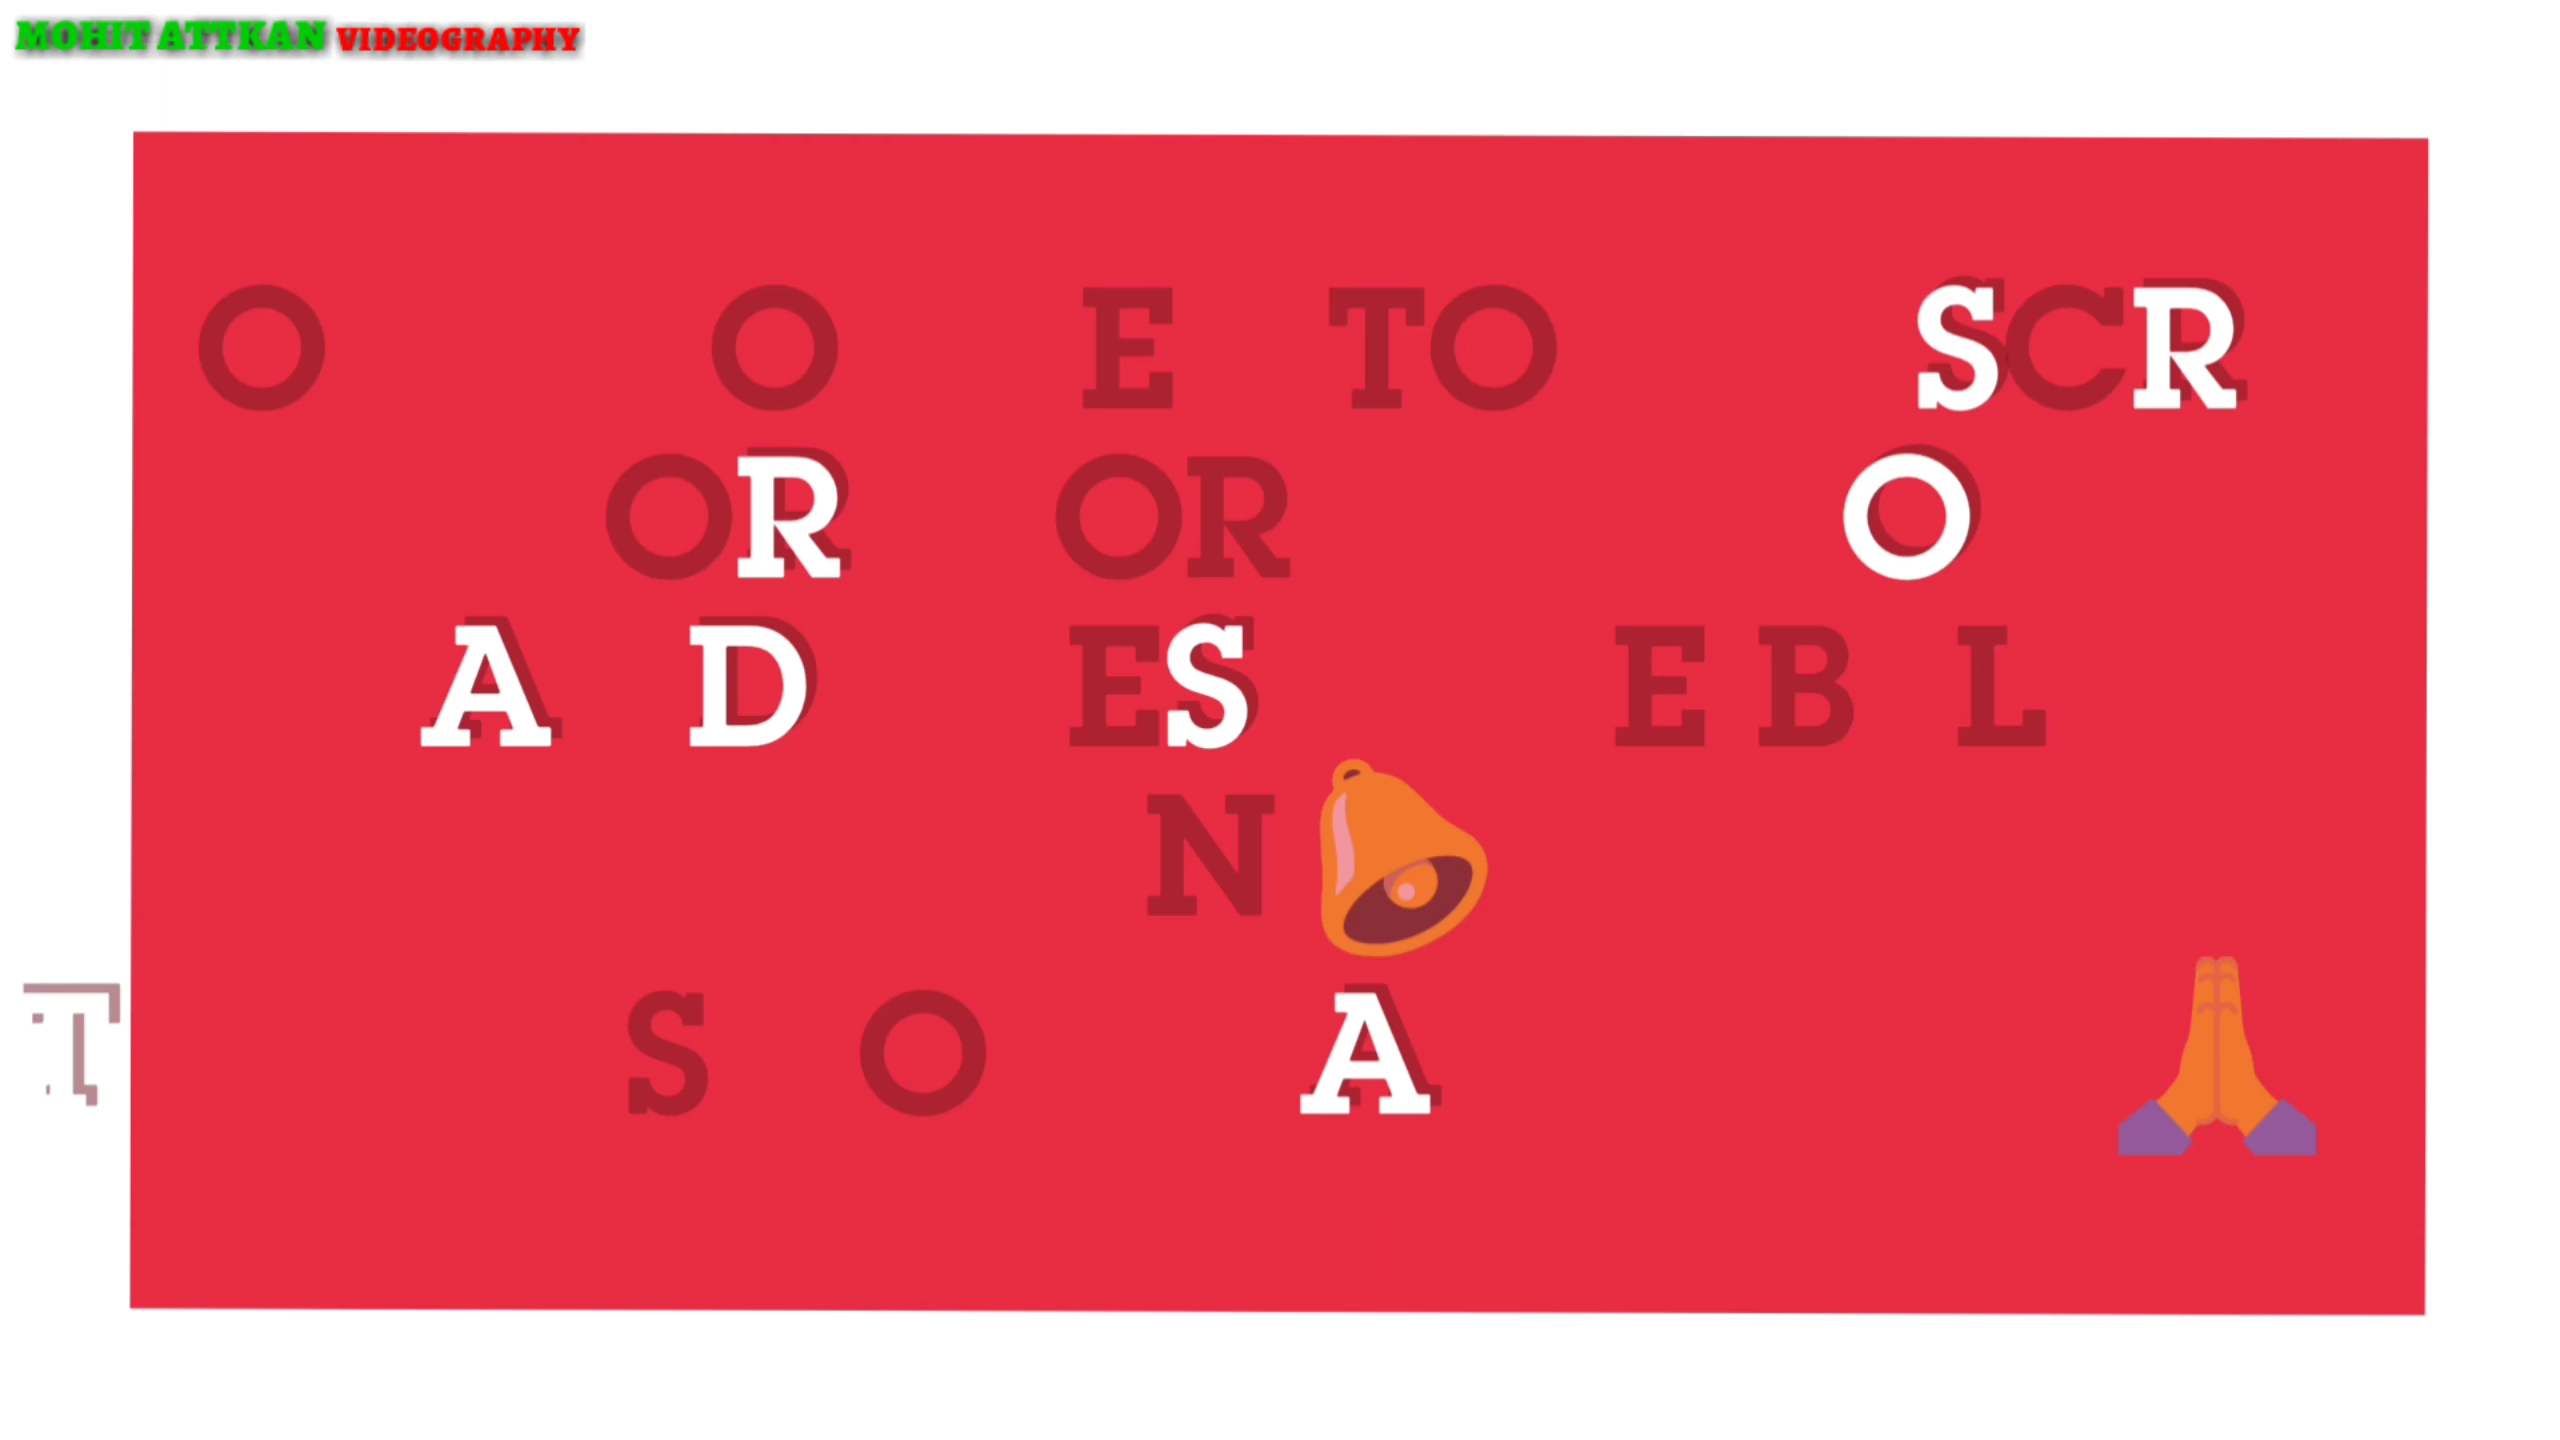 MOHIT ATTKAN VIDEOGRAPHY
O O E TO SCR
OR OR O
A D ES E B L
N
T S O A